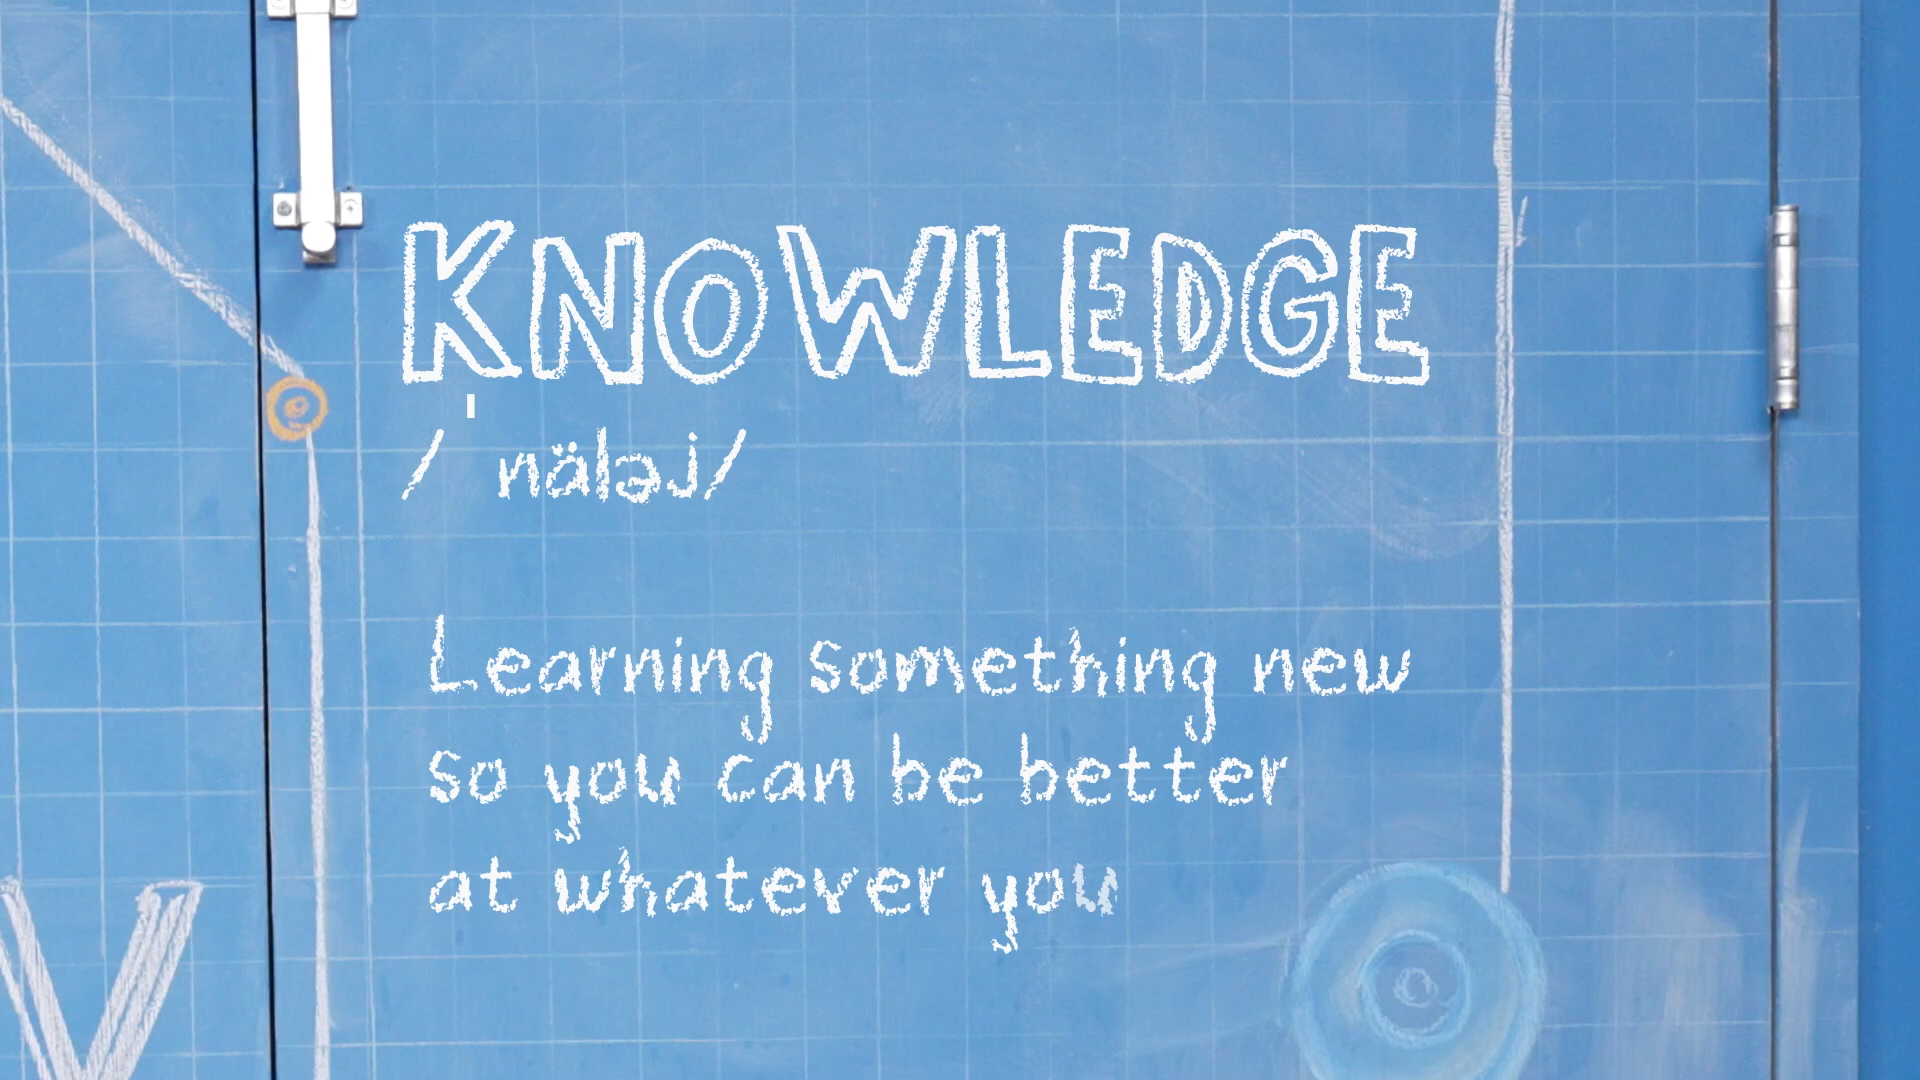 KNOWLEDGE
/ˈnäləj/
Learning something new
so you can be better
at whatever you
V